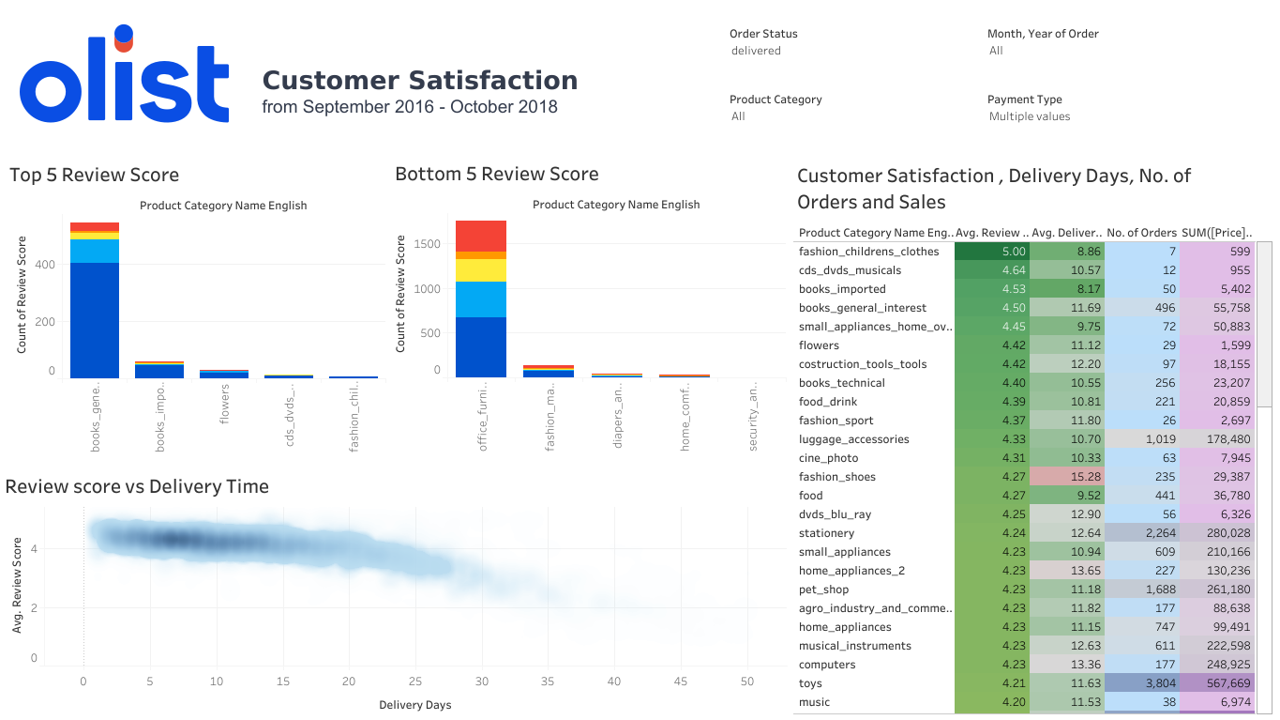 olist
Customer Satisfaction
from September 2016 - October 2018
Order Status
delivered
Month, Year of Order
All
Product Category
All
Payment Type
Multiple values
Top 5 Review Score
Product Category Name English
Count of Review Score
400
200
0
books_gene..
books_impo..
flowers
cds_dvds_..
fashion_chil..
Bottom 5 Review Score
Product Category Name English
Count of Review Score
1500
1000
500
0
office_furni..
fashion_ma..
diapers_an..
home_comf..
security_an..
Review score vs Delivery Time
Avg. Review Score
4
2
0
0 5 10 15 20 25 30 35 40 45 50
Delivery Days
Customer Satisfaction , Delivery Days, No. of
Orders and Sales
Product Category Name Eng.. Avg. Review .. Avg. Deliver.. No. of Orders SUM([Price]..
fashion_childrens_clothes 5.00 8.86 7 599
cds_dvds_musicals 4.64 10.57 12 955
books_imported 4.53 8.17 50 5,402
books_general_interest 4.50 11.69 496 55,758
small_appliances_home_ov.. 4.45 9.75 72 50,883
flowers 4.42 11.12 29 1,599
costruction_tools_tools 4.42 12.20 97 18,155
books_technical 4.40 10.55 256 23,207
food_drink 4.39 10.81 221 20,859
fashion_sport 4.37 11.80 26 2,697
luggage_accessories 4.33 10.70 1,019 178,480
cine_photo 4.31 10.33 63 7,945
fashion_shoes 4.27 15.28 235 29,387
food 4.27 9.52 441 36,780
dvds_blu_ray 4.25 12.90 56 6,326
stationery 4.24 12.64 2,264 280,028
small_appliances 4.23 10.94 609 210,166
home_appliances_2 4.23 13.65 227 130,236
pet_shop 4.23 11.18 1,688 261,180
agro_industry_and_comme.. 4.23 11.82 177 88,638
home_appliances 4.23 11.15 747 99,491
musical_instruments 4.23 12.63 611 222,598
computers 4.23 13.36 177 248,925
toys 4.21 11.63 3,804 567,669
music 4.20 11.53 38 6,974